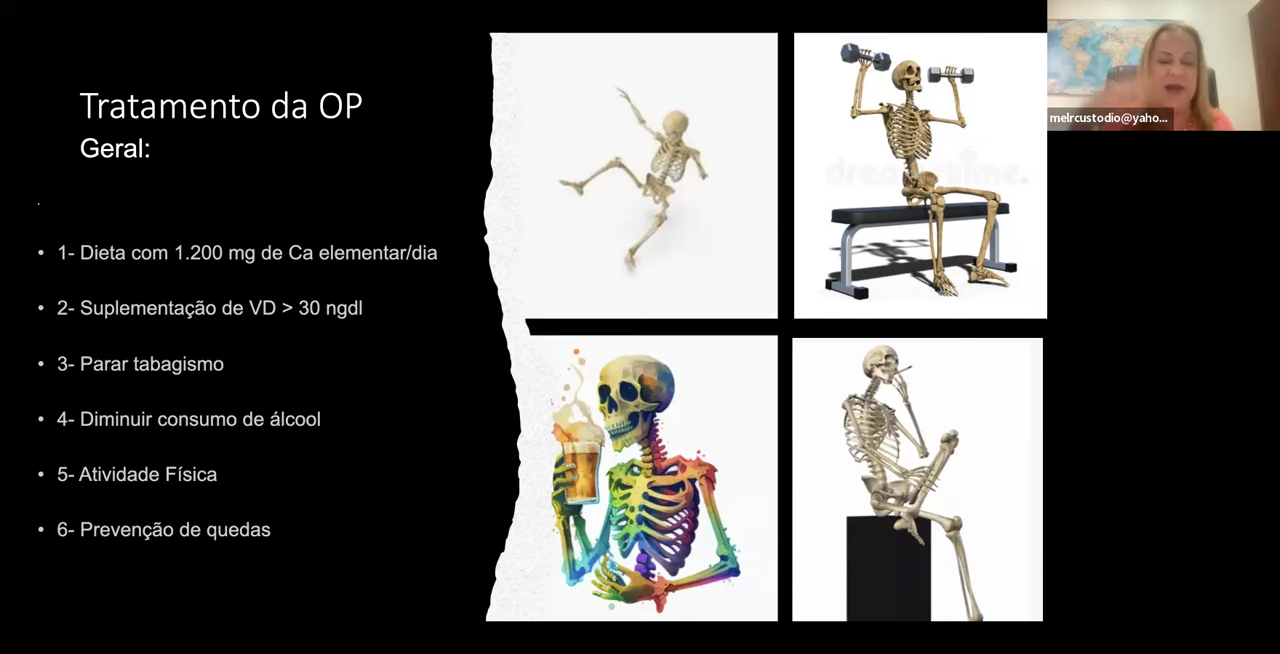 Tratamento da OP
Geral:
.
• 1- Dieta com 1.200 mg de Ca elementar/dia
• 2- Suplementação de VD > 30 ngdl
• 3- Parar tabagismo
• 4- Diminuir consumo de álcool
• 5- Atividade Física
• 6- Prevenção de quedas
melrcustodio@yaho...